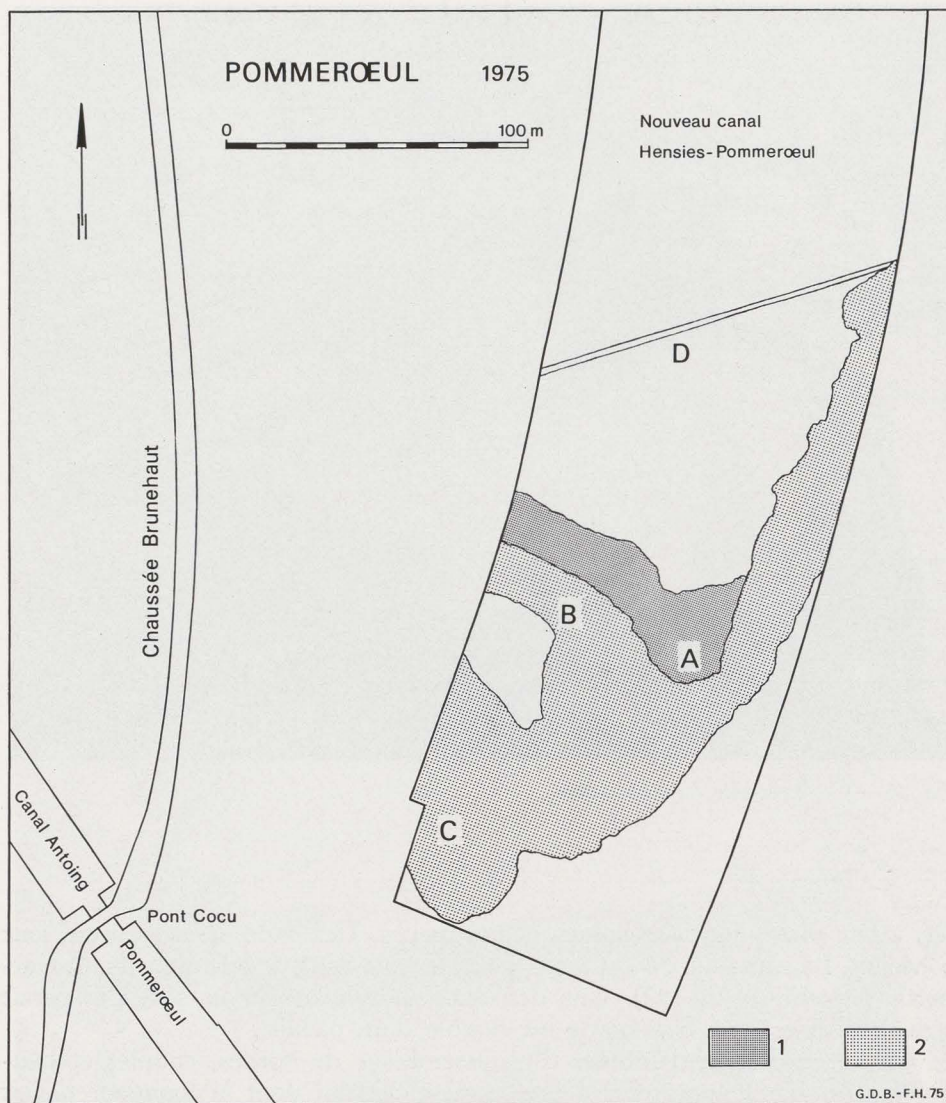 POMMERŒUL 1975
0 100 m
Nouveau canal
Hensies-Pommerœul
N
D
Chaussée Brunehaut
B
A
C
Canal Antoing
Pont Cocu
Pommerœul
1 2
G.D.B.-F.H. 75